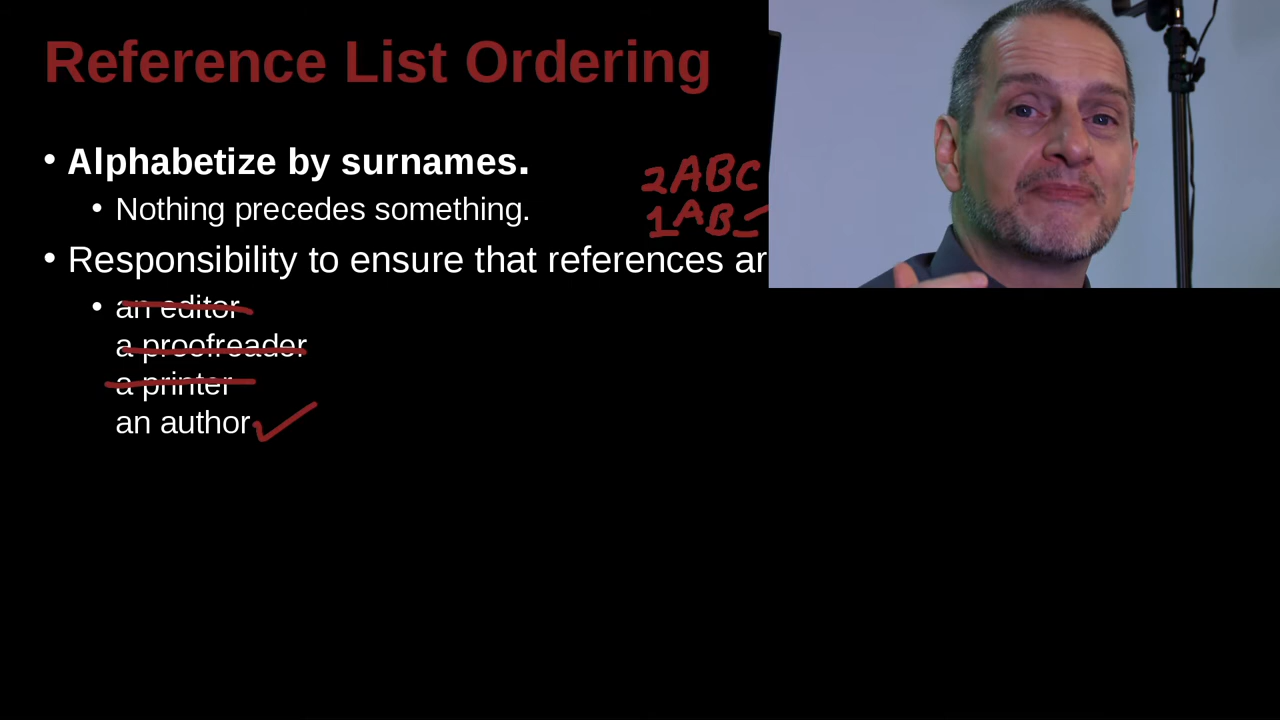 Reference List Ordering
• Alphabetize by surnames.
• Nothing precedes something.
2ABC
1AB_
• Responsibility to ensure that references
• an editor
a proofreader
a printer
an author